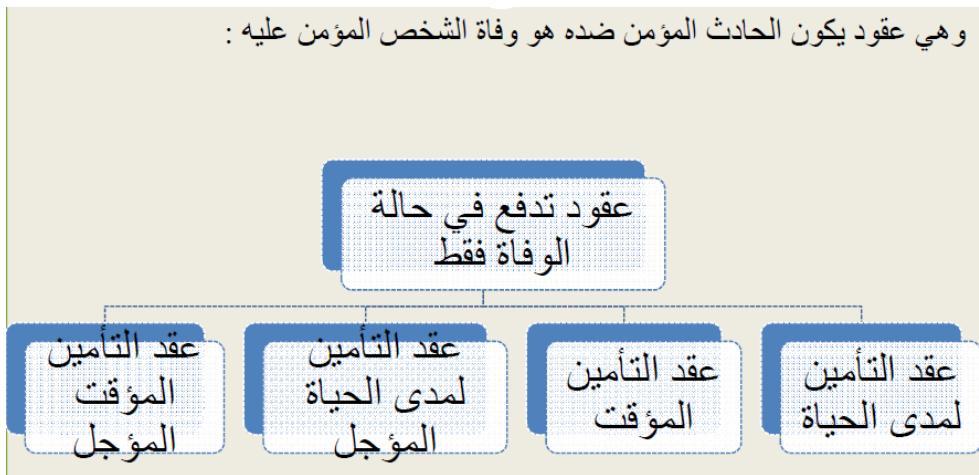 وهي عقود يكون الحادث المؤمن ضده هو وفاة الشخص المؤمن عليه :
عقود تدفع في حالة
الوفاة فقط
عقد التأمين
لمدى الحياة
عقد التأمين
المؤقت
عقد التأمين
لمدى الحياة
المؤجل
عقد التأمين
المؤقت
المؤجل